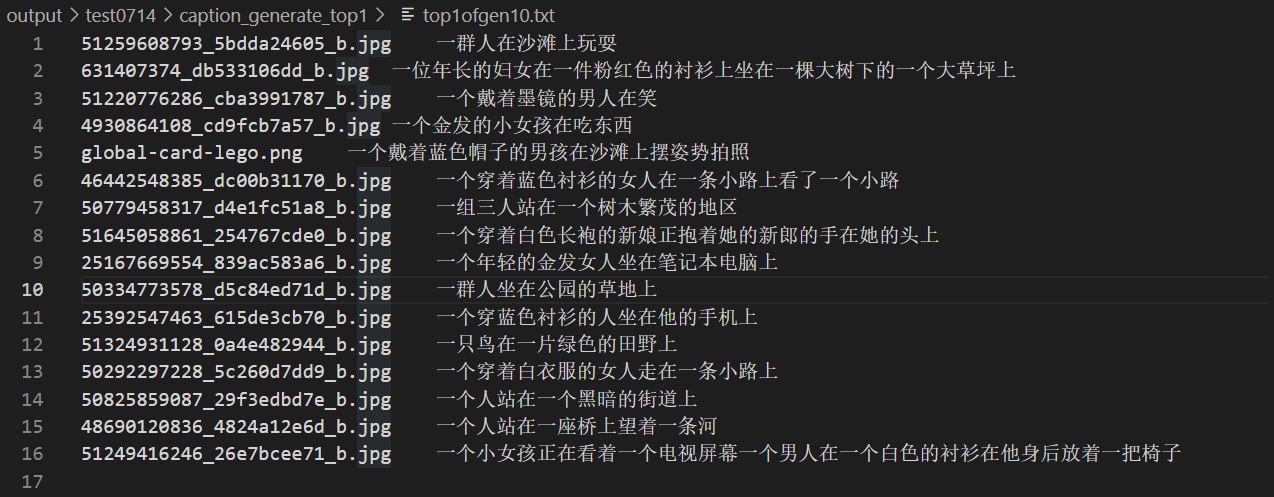 output > test0714 > caption_generate_top1 > top1ofgen10.txt
1 51259608793_5bdda24605_b.jpg 一群人在沙滩上玩耍
2 631407374_db533106dd_b.jpg 一位年长的妇女在一件粉红色的衬衫上坐在一棵大树下的一个大草坪上
3 51220776286_cba3991787_b.jpg 一个戴着墨镜的男人在笑
4 4930864108_cd9fcb7a57_b.jpg 一个金发的小女孩在吃东西
5 global-card-lego.png 一个戴着蓝色帽子的男孩在沙滩上摆姿势拍照
6 46442548385_dc00b31170_b.jpg 一个穿着蓝色衬衫的女人在一条小路上看了一个小路
7 50779458317_d4e1fc51a8_b.jpg 一组三人站在一个树木繁茂的地区
8 51645058861_254767cde0_b.jpg 一个穿着白色长袍的新娘正抱着她的新郎的手在她的头上
9 25167669554_839ac583a6_b.jpg 一个年轻的金发女人坐在笔记本电脑上
10 50334773578_d5c84ed71d_b.jpg 一群人坐在公园的草地上
11 25392547463_615de3cb70_b.jpg 一个穿蓝色衬衫的人坐在他的手机上
12 51324931128_0a4e482944_b.jpg 一只鸟在一片绿色的田野上
13 50292297228_5c260d7dd9_b.jpg 一个穿着白衣服的女人走在一条小路上
14 50825859087_29f3edbd7e_b.jpg 一个人站在一个黑暗的街道上
15 48690120836_4824a12e6d_b.jpg 一个人站在一座桥上望着一条河
16 51249416246_26e7bcee71_b.jpg 一个小女孩正在看着一个电视屏幕一个男人在一个白色的衬衫在他身后放着一把椅子
17